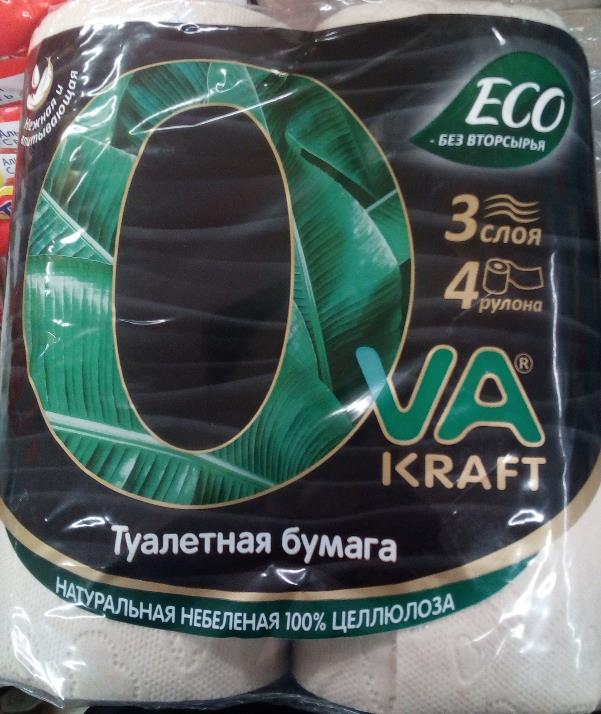 Нежная и
впитывающая
ECO
- БЕЗ ВТОРСЫРЬЯ
3 СЛОЯ
4 рулона
OVA®
KRAFT
Туалетная бумага
НАТУРАЛЬНАЯ НЕБЕЛЕНАЯ 100% ЦЕЛЛЮЛОЗА